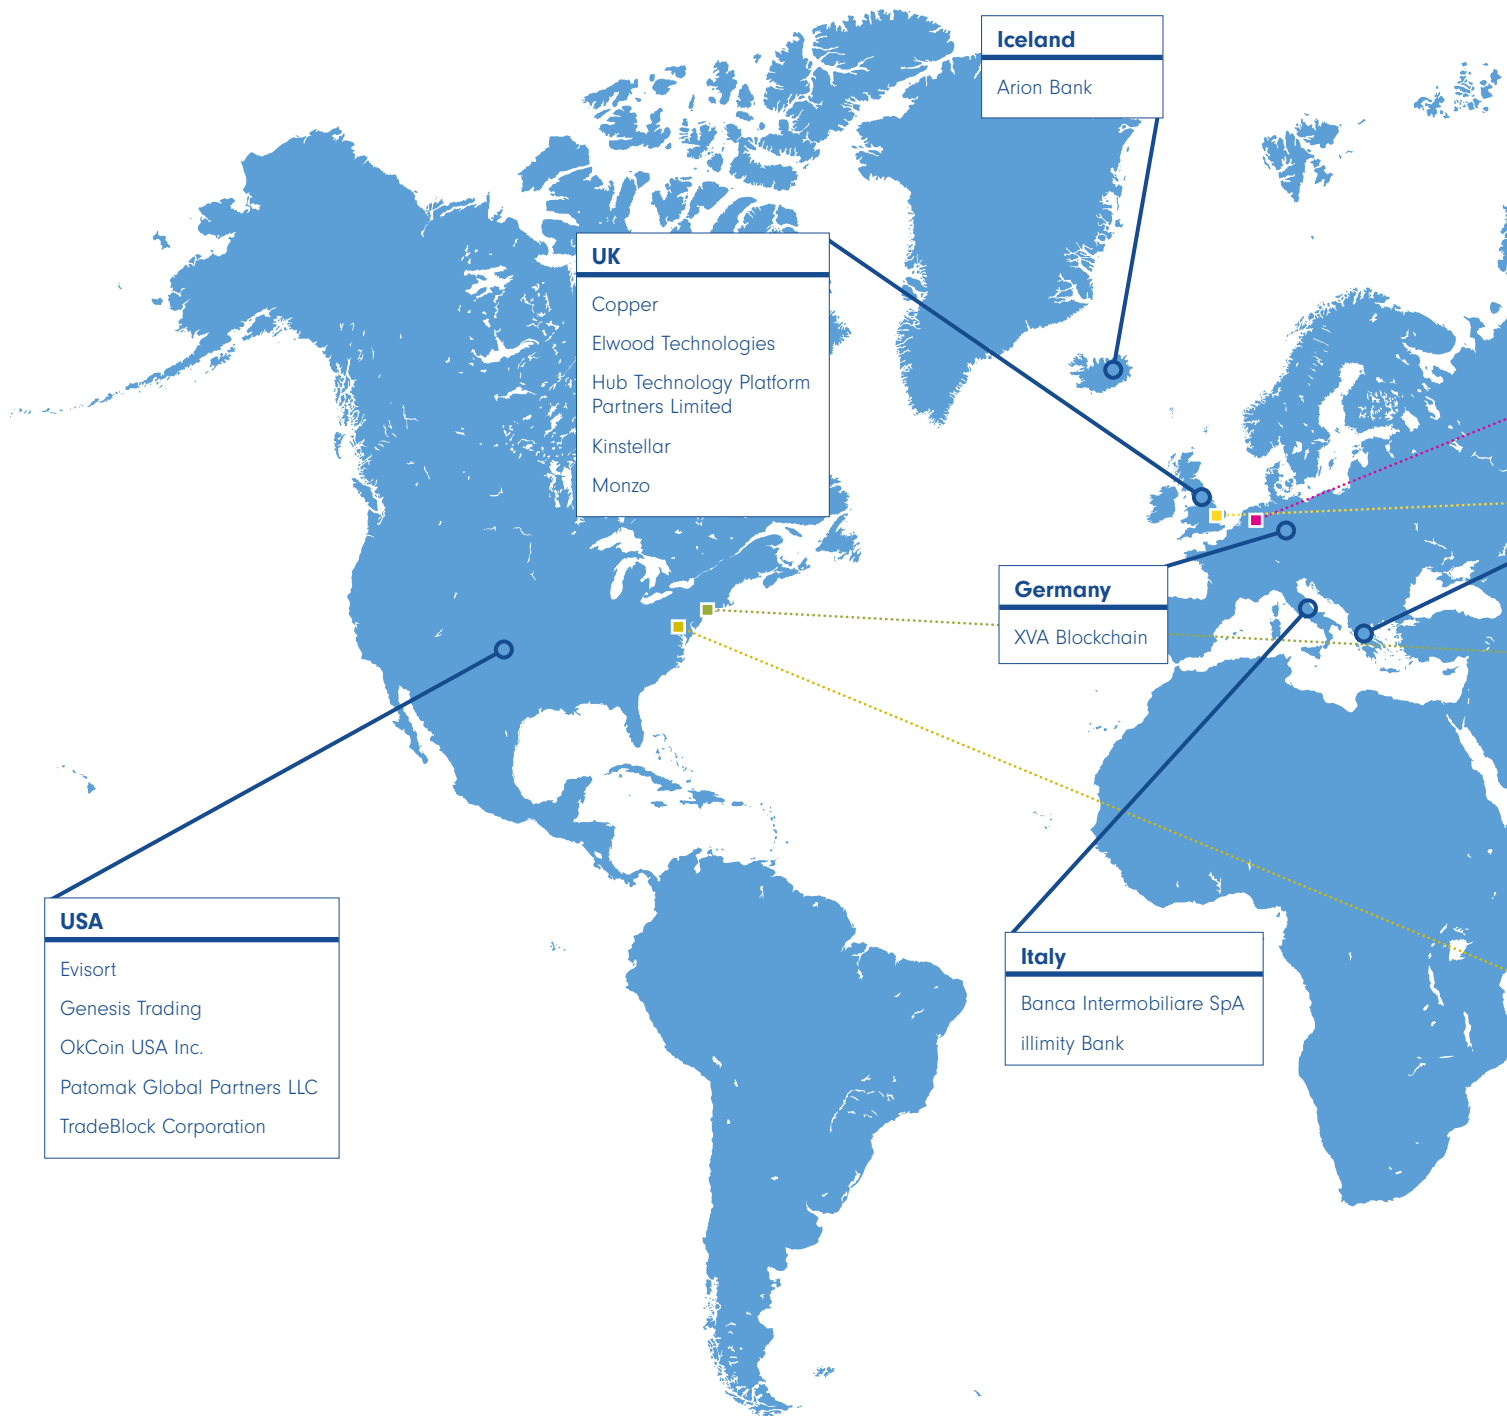 Iceland
Arion Bank
UK
Copper
Elwood Technologies
Hub Technology Platform
Partners Limited
Kinstellar
Monzo
Germany
XVA Blockchain
USA
Evisort
Genesis Trading
OkCoin USA Inc.
Patomak Global Partners LLC
TradeBlock Corporation
Italy
Banca Intermobiliare SpA
illimity Bank